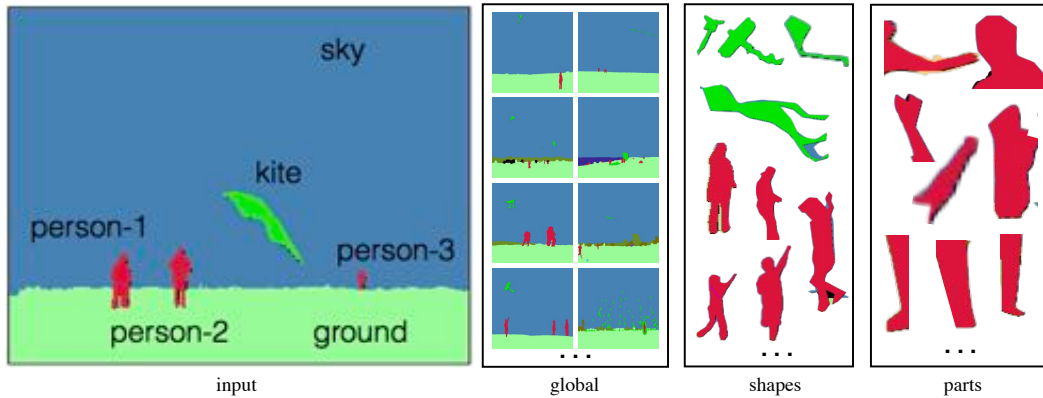 sky
kite
person-1
person-3
person-2
ground
. . .
. . .
. . .
input
global
shapes
parts